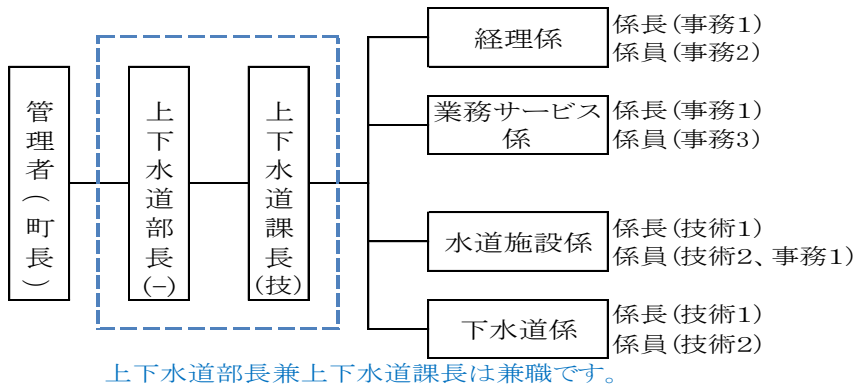 管理者（町長）
上下水道部長(-)
上下水道課長(技)
経理係
係長(事務1)
係員(事務2)
業務サービス
係
係長(事務1)
係員(事務3)
水道施設係
係長(技術1)
係員(技術2、事務1)
下水道係
係長(技術1)
係員(技術2)
上下水道部長兼上下水道課長は兼職です。